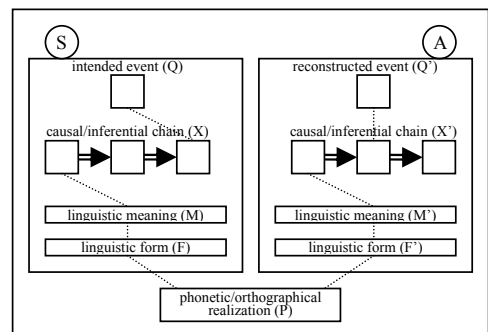 S
A
intended event (Q)
reconstructed event (Q’)
causal/inferential chain (X)
causal/inferential chain (X’)
linguistic meaning (M)
linguistic meaning (M’)
linguistic form (F)
linguistic form (F’)
phonetic/orthographical
realization (P)